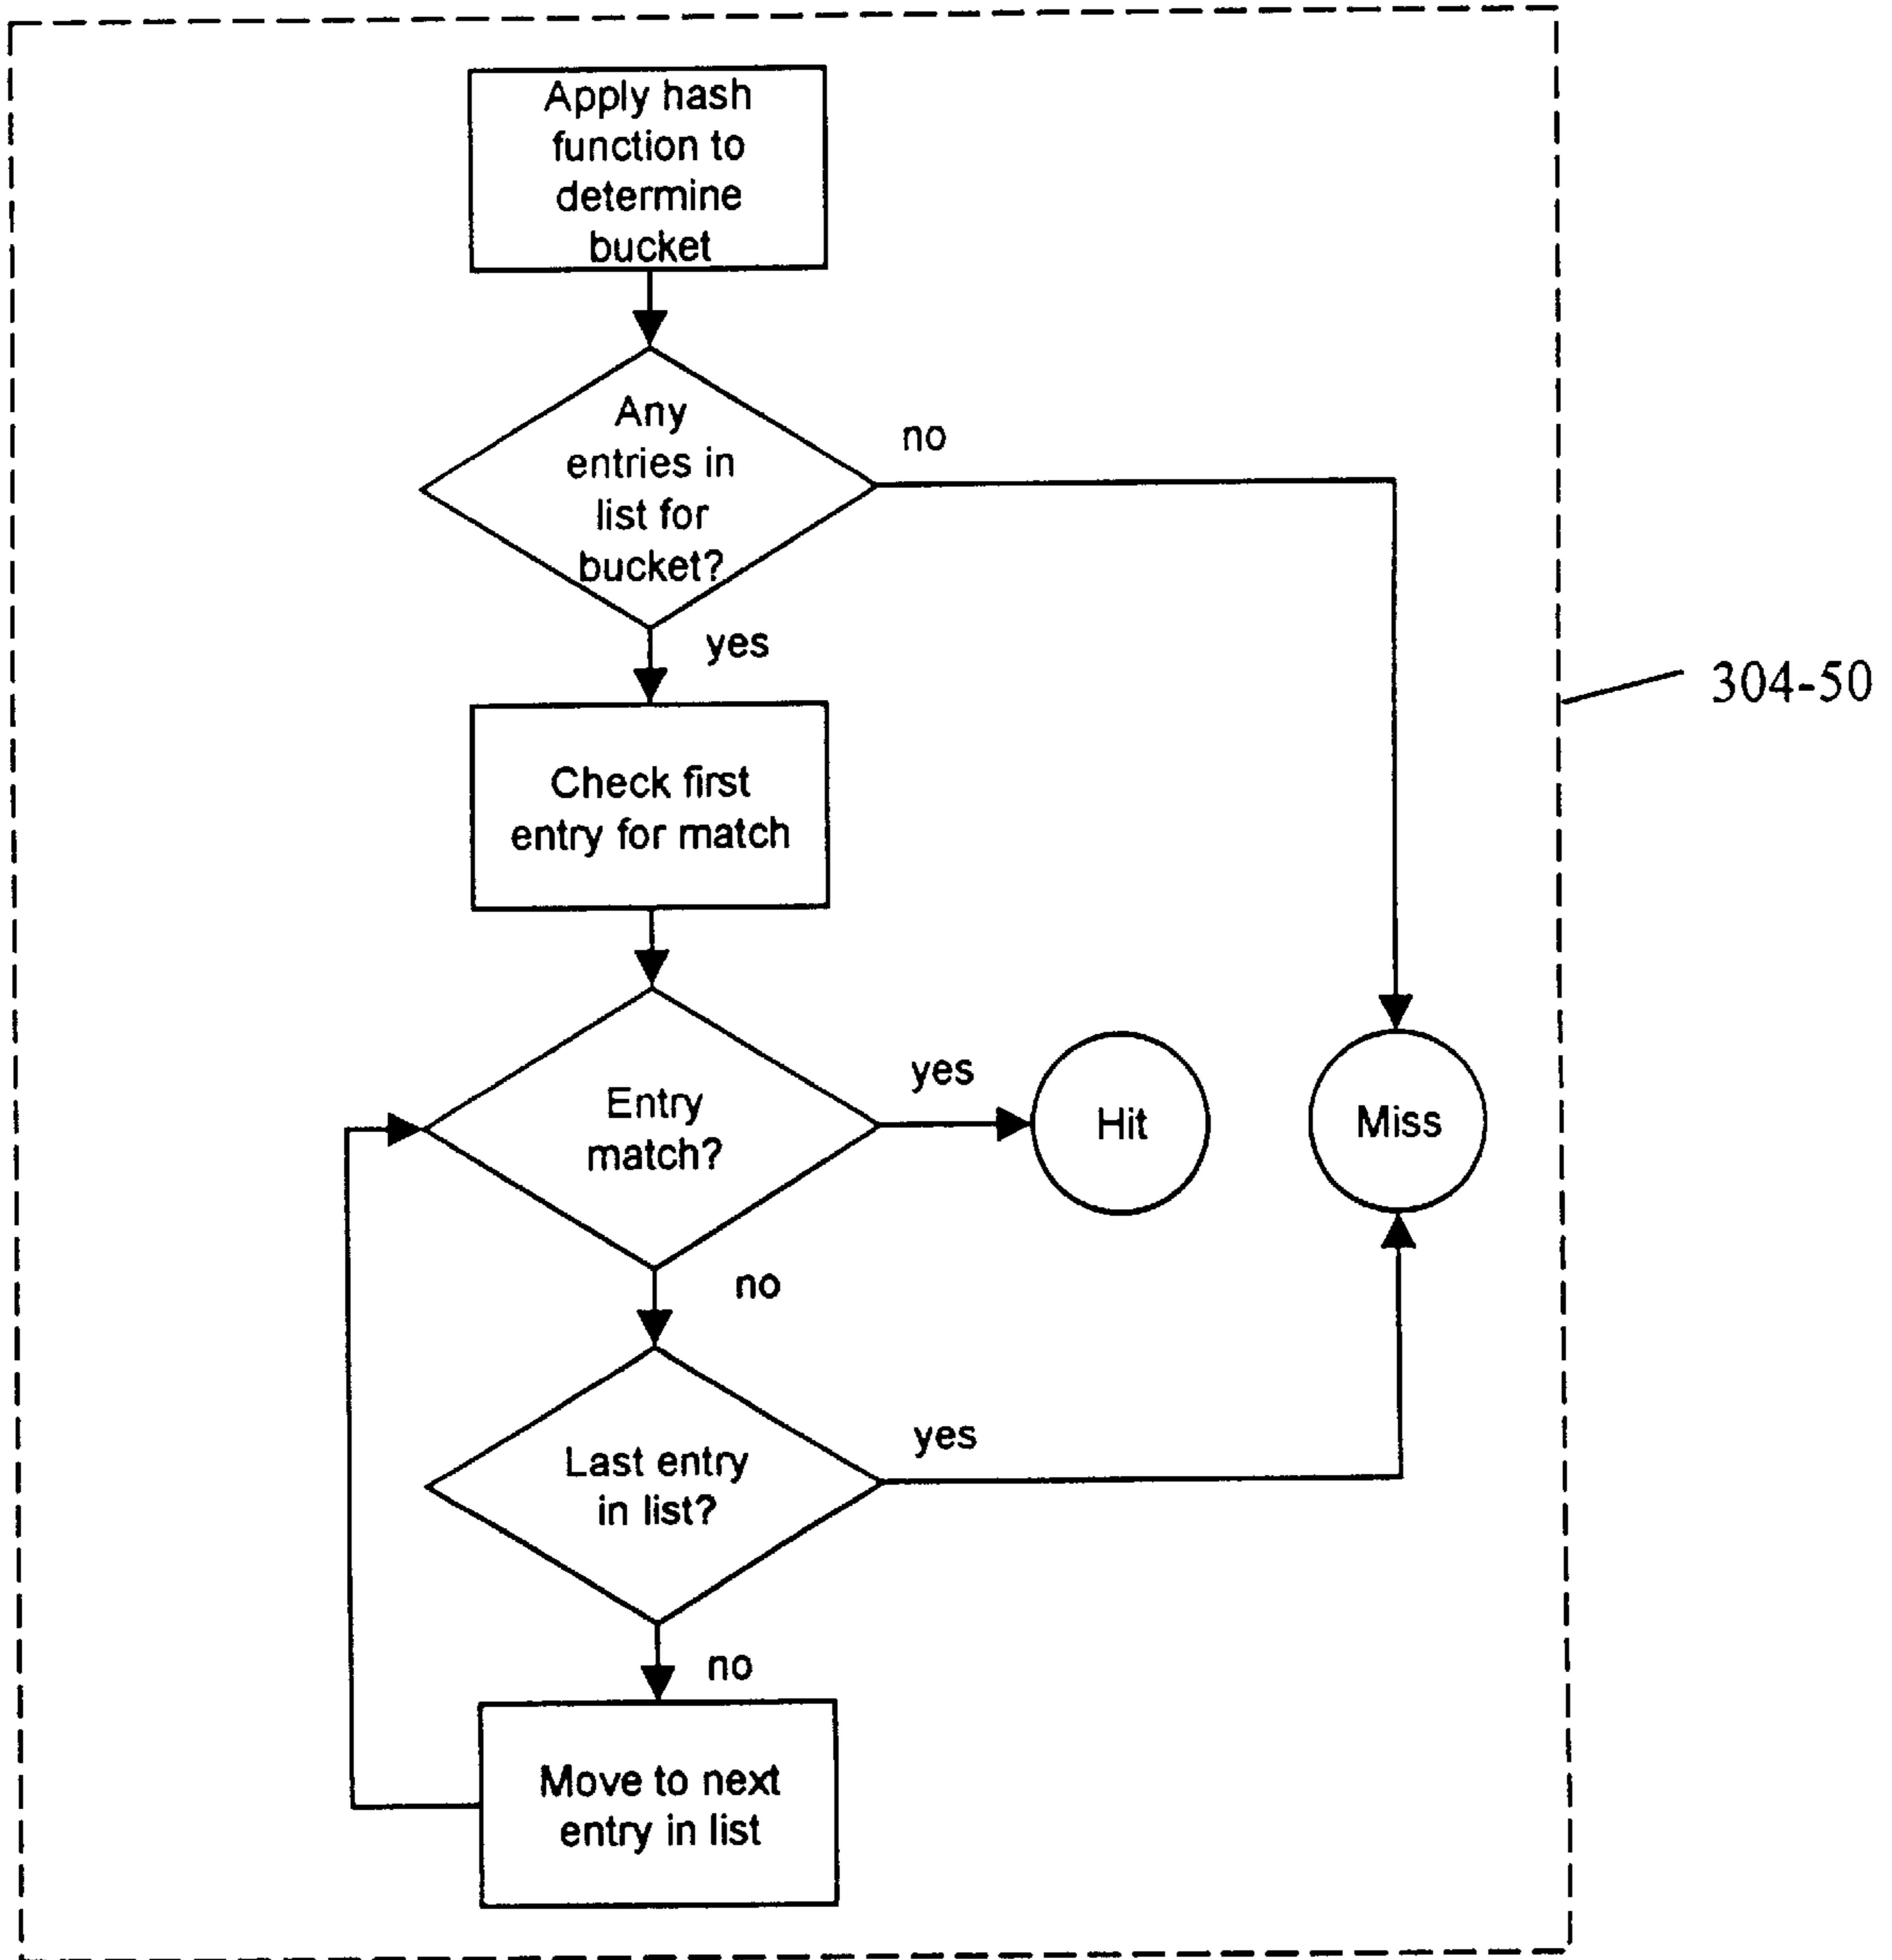 Apply hash
function to
determine
bucket
Any
entries in
list for
bucket?
no
yes
304-50
Check first
entry for match
Entry
match?
yes
Hit
Miss
no
Last entry
in list?
yes
no
Move to next
entry in list